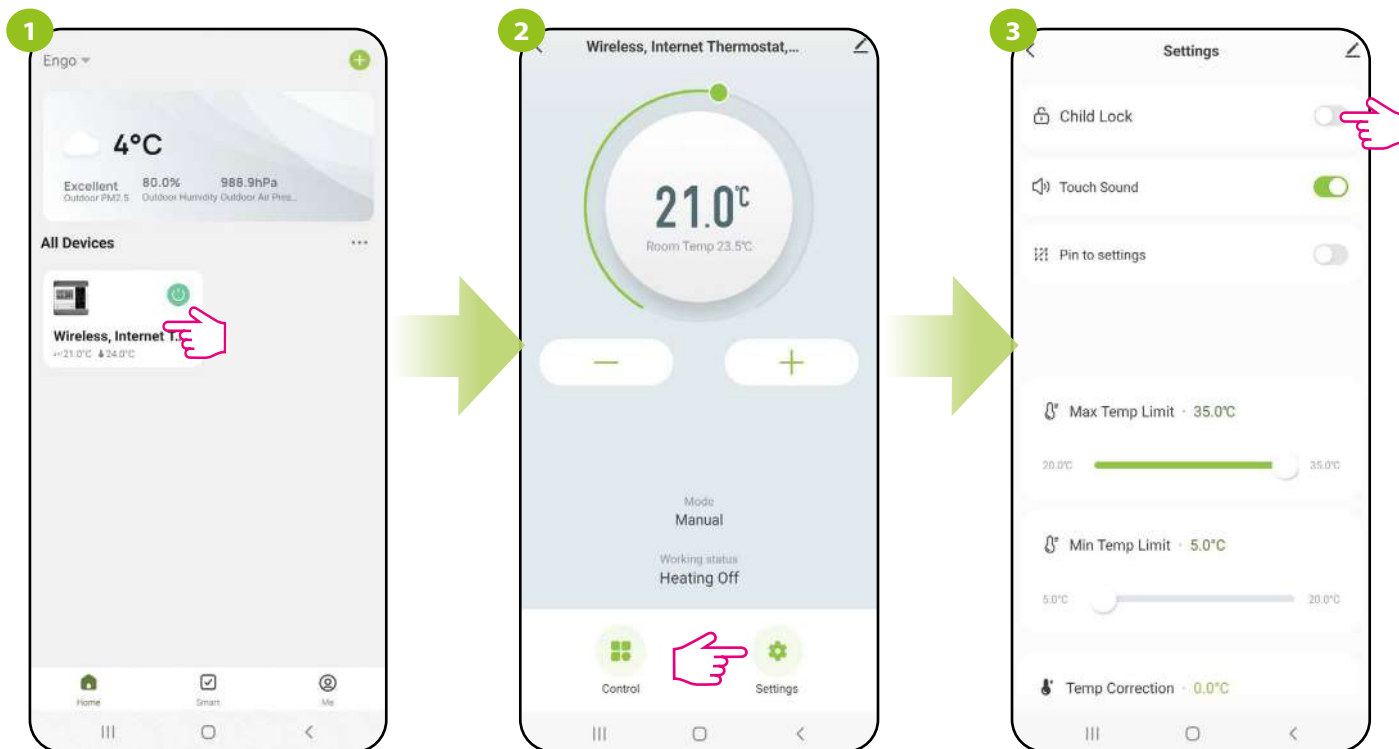 1
Engo
4°C
Excellent 80.0% 988.9hPa
Outdoor PM2.5 Outdoor Humidity Outdoor Air Pres...
All Devices ...
Wireless, Internet T...
21.0°C 24.0°C
Home Smart Me
2
Wireless, Internet Thermostat,...
21.0°C
Room Temp 23.5°C
− +
Mode
Manual
Working status
Heating Off
Control Settings
3
Settings
Child Lock
Touch Sound
Pin to settings
Max Temp Limit · 35.0°C
20.0°C 35.0°C
Min Temp Limit · 5.0°C
5.0°C 20.0°C
Temp Correction · 0.0°C